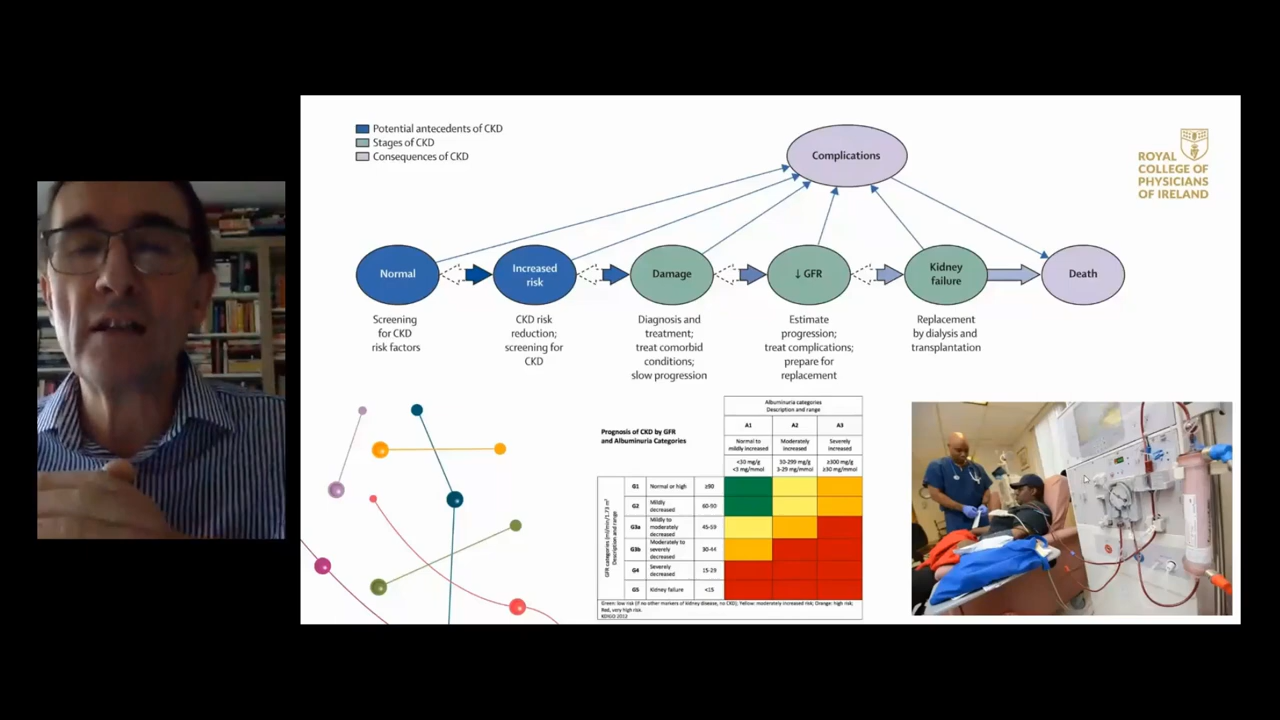 Potential antecedents of CKD
Stages of CKD
Consequences of CKD
Complications
ROYAL
COLLEGE OF
PHYSICIANS
OF IRELAND
Normal
Increased
risk
Damage
↓ GFR
Kidney
failure
Death
Screening
for CKD
risk factors
CKD risk
reduction;
screening for
CKD
Diagnosis and
treatment;
treat comorbid
conditions;
slow progression
Estimate
progression;
treat complications;
prepare for
replacement
Replacement
by dialysis and
transplantation
Prognosis of CKD by GFR
and Albuminuria Categories
Albuminuria categories
Description and range
A1
A2
A3
Normal to
mildly increased
Moderately
increased
Severely
increased
<30 mg/g
<3 mg/mmol
30-299 mg/g
3-29 mg/mmol
≥300 mg/g
≥30 mg/mmol
GFR categories (ml/min/1.73 m²
Description and range
G1 Normal or high ≥90
G2 Mildly
decreased 60-90
G3a Mildly to
moderately
decreased 45-59
G3b Moderately to
severely
decreased 30-44
G4 Severely
decreased 15-29
G5 Kidney failure <15
Green: low risk (if no other markers of kidney disease, no CKD), Yellow: moderately increased risk; Orange: high risk;
Red, very high risk.
KDIGO 2012